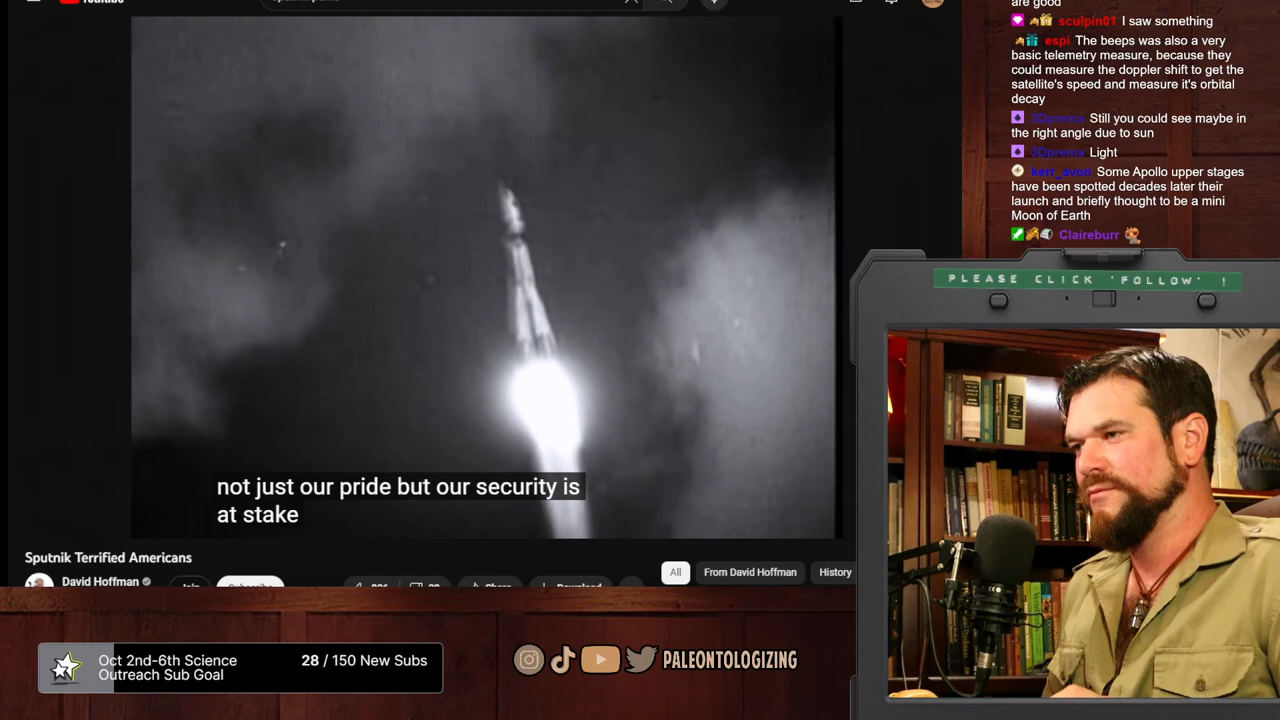 are good
sculpin01 I saw something
espi The beeps was also a very
basic telemetry measure, because they
could measure the doppler shift to get the
satellite's speed and measure it's orbital
decay
Still you could see maybe in
the right angle due to sun
Light
kerr_avon Some Apollo upper stages
have been spotted decades later their
launch and briefly thought to be a mini
Moon of Earth
Claireburr
PLEASE CLICK 'FOLLOW' !
not just our pride but our security is
at stake
Sputnik Terrified Americans
David Hoffman
Join Subscribe Share Download
All From David Hoffman History
Oct 2nd-6th Science
Outreach Sub Goal
28 / 150 New Subs
PALEONTOLOGIZING